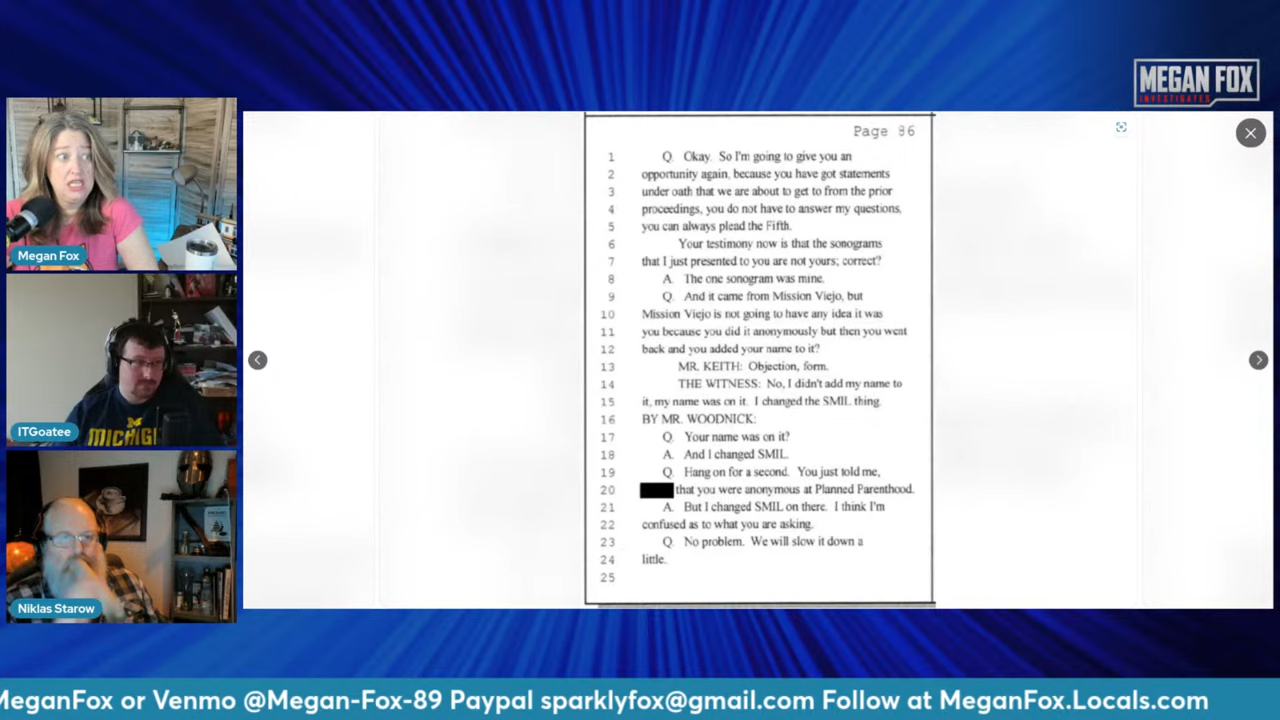 MEGAN FOX
INVESTIGATES
Megan Fox
ITGoatee
MICHIG
Niklas Starow
Page 86
1 Q. Okay. So I'm going to give you an
2 opportunity again, because you have got statements
3 under oath that we are about to get to from the prior
4 proceedings, you do not have to answer my questions,
5 you can always plead the Fifth.
6 Your testimony now is that the sonograms
7 that I just presented to you are not yours; correct?
8 A. The one sonogram was mine.
9 Q. And it came from Mission Viejo, but
10 Mission Viejo is not going to have any idea it was
11 you because you did it anonymously but then you went
12 back and you added your name to it?
13 MR. KEITH: Objection, form.
14 THE WITNESS: No, I didn't add my name to
15 it, my name was on it. I changed the SMIL thing.
16 BY MR. WOODNICK:
17 Q. Your name was on it?
18 A. And I changed SMIL.
19 Q. Hang on for a second. You just told me,
20 that you were anonymous at Planned Parenthood.
21 A. But I changed SMIL on there. I think I'm
22 confused as to what you are asking.
23 Q. No problem. We will slow it down a
24 little.
25
MeganFox or Venmo @Megan-Fox-89 Paypal sparklyfox@gmail.com Follow at MeganFox.Locals.com